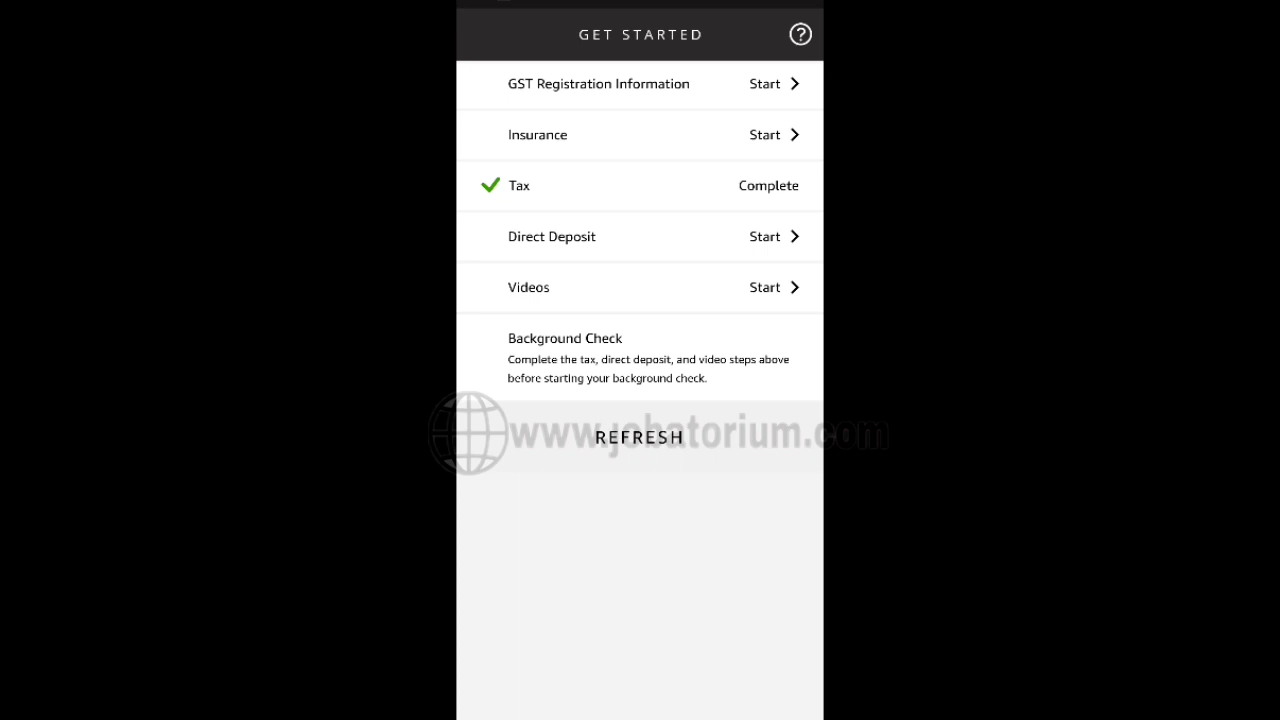 GET STARTED
GST Registration Information Start
Insurance Start
Tax Complete
Direct Deposit Start
Videos Start
Background Check
Complete the tax, direct deposit, and video steps above
before starting your background check.
REFRESH
www.jobatorium.com